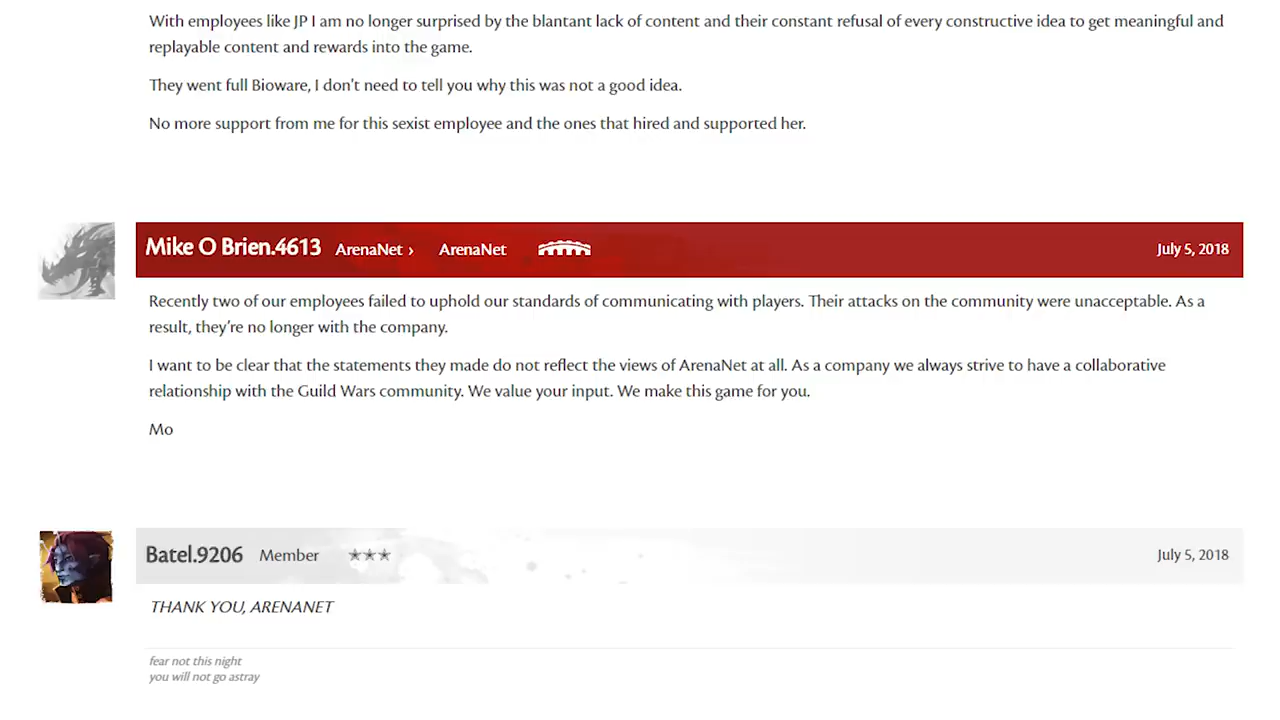 With employees like JP I am no longer surprised by the blantant lack of content and their constant refusal of every constructive idea to get meaningful and
replayable content and rewards into the game.
They went full Bioware, I don't need to tell you why this was not a good idea.
No more support from me for this sexist employee and the ones that hired and supported her.
Mike O Brien.4613 ArenaNet › ArenaNet July 5, 2018
Recently two of our employees failed to uphold our standards of communicating with players. Their attacks on the community were unacceptable. As a
result, they're no longer with the company.
I want to be clear that the statements they made do not reflect the views of ArenaNet at all. As a company we always strive to have a collaborative
relationship with the Guild Wars community. We value your input. We make this game for you.
Mo
Batel.9206 Member ★★★ July 5, 2018
THANK YOU, ARENANET
fear not this night
you will not go astray